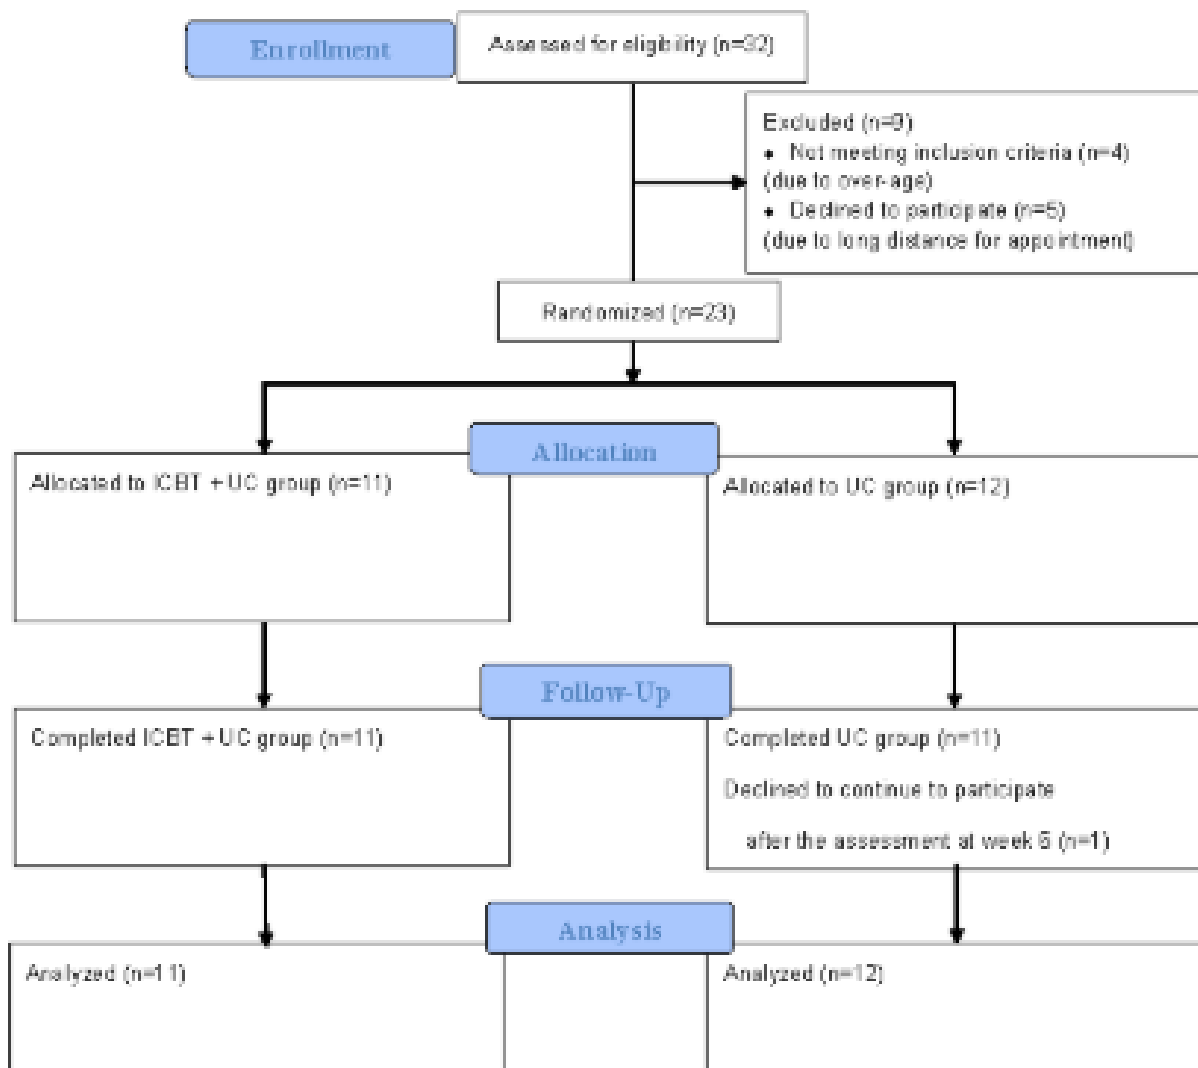 Enrollment
Assessed for eligibility (n=32)
Excluded (n=9)
• Not meeting inclusion criteria (n=4)
(due to over-age)
• Declined to participate (n=5)
(due to long distance for appointment)
Randomized (n=23)
Allocation
Allocated to ICBT + UC group (n=11)
Allocated to UC group (n=12)
Follow-Up
Completed ICBT + UC group (n=11)
Completed UC group (n=11)
Declined to continue to participate
after the assessment at week (n=1)
Analysis
Analyzed (n=11)
Analyzed (n=12)